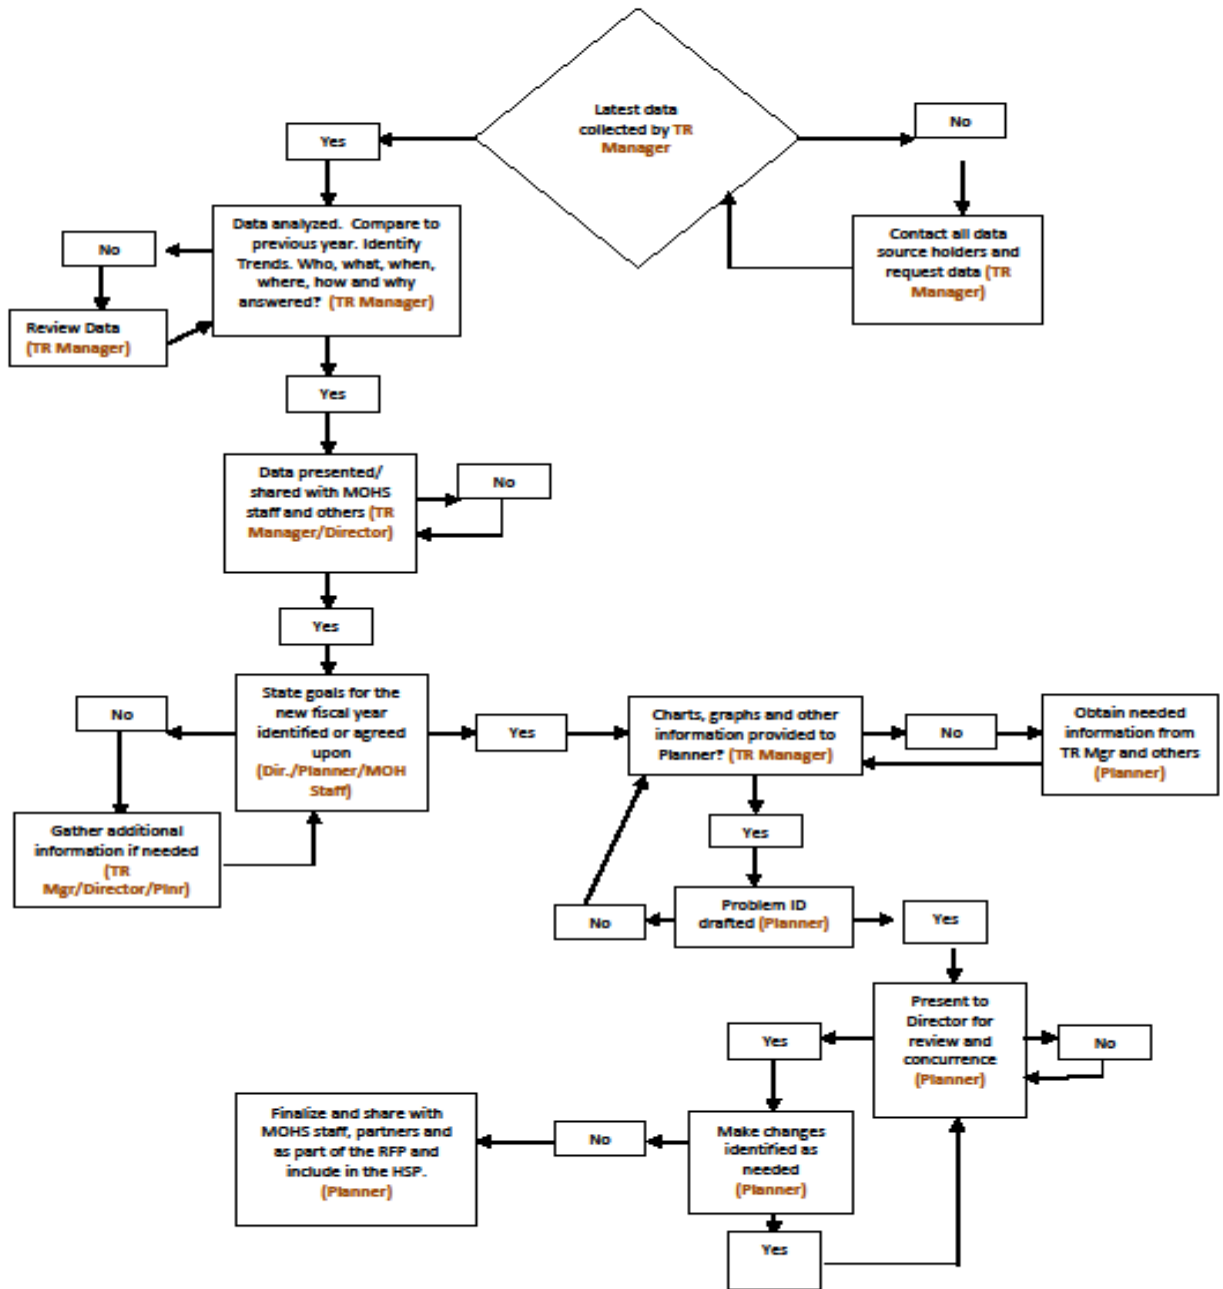 Latest data
collected by TR
Manager
No
Yes
Contact all data
source holders and
request data (TR
Manager)
Data analyzed. Compare to
previous year. Identify
Trends. Who, what, when,
where, how and why
answered? (TR Manager)
No
Review Data
(TR Manager)
Yes
Data presented/
shared with MOHS
staff and others (TR
Manager/Director)
No
Yes
State goals for the
new fiscal year
identified or agreed
upon
(Dir./Planner/MOH
Staff)
No
Gather additional
information if needed
(TR
Mgr/Director/Plnr)
Yes
Charts, graphs and other
information provided to
Planner? (TR Manager)
No
Obtain needed
information from
TR Mgr and others
(Planner)
Yes
Problem ID
drafted (Planner)
No
Yes
Present to
Director for
review and
concurrence
(Planner)
No
Yes
Make changes
identified as
needed
(Planner)
No
Finalize and share with
MOHS staff, partners and
as part of the RFP and
include in the HSP.
(Planner)
Yes